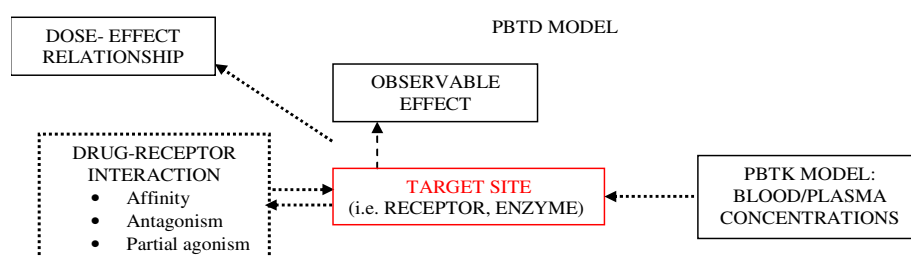 PBTD MODEL
DOSE- EFFECT
RELATIONSHIP
OBSERVABLE
EFFECT
DRUG-RECEPTOR
INTERACTION
• Affinity
• Antagonism
• Partial agonism
TARGET SITE
(i.e. RECEPTOR, ENZYME)
PBTK MODEL:
BLOOD/PLASMA
CONCENTRATIONS